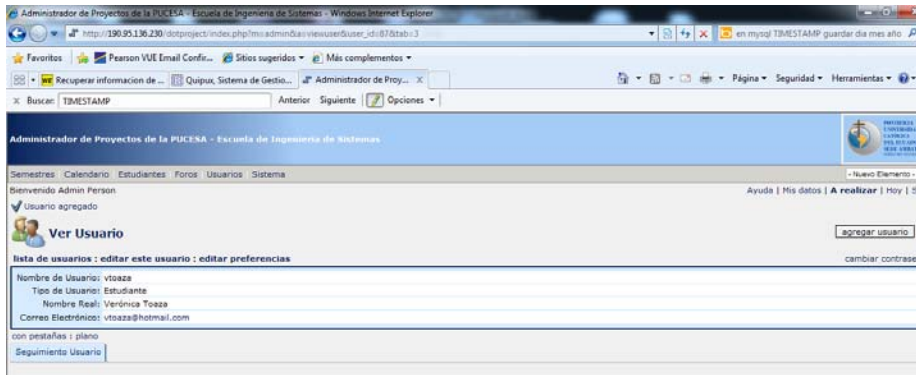 Administrador de Proyectos de la PUCESA - Escuela de Ingenieria de Sistemas - Windows Internet Explorer
http://190.95.136.230/dotproject/index.php?m=admin&a=viewuser&user_id=87&tab=3
en mysql TIMESTAMP guardar dia mes año
Favoritos Pearson VUE Email Confir... Sitios sugeridos Más complementos
Recuperar informacion de ... Quipux, Sistema de Gestio... Administrador de Proy... X
Página Seguridad Herramientas
X Buscar: TIMESTAMP Anterior Siguiente Opciones
Administrador de Proyectos de la PUCESA - Escuela de Ingenieria de Sistemas
Semestres Calendario Estudiantes Foros Usuarios Sistema
- Nuevo Elemento -
Bienvenido Admin Person
Ayuda | Mis datos | A realizar | Hoy | S
Usuario agregado
Ver Usuario
agregar usuario
lista de usuarios : editar este usuario : editar preferencias
cambiar contrase
Nombre de Usuario: vtoaza
Tipo de Usuario: Estudiante
Nombre Real: Verónica Toaza
Correo Electrónico: vtoaza@hotmail.com
con pestañas : plano
Seguimiento Usuario